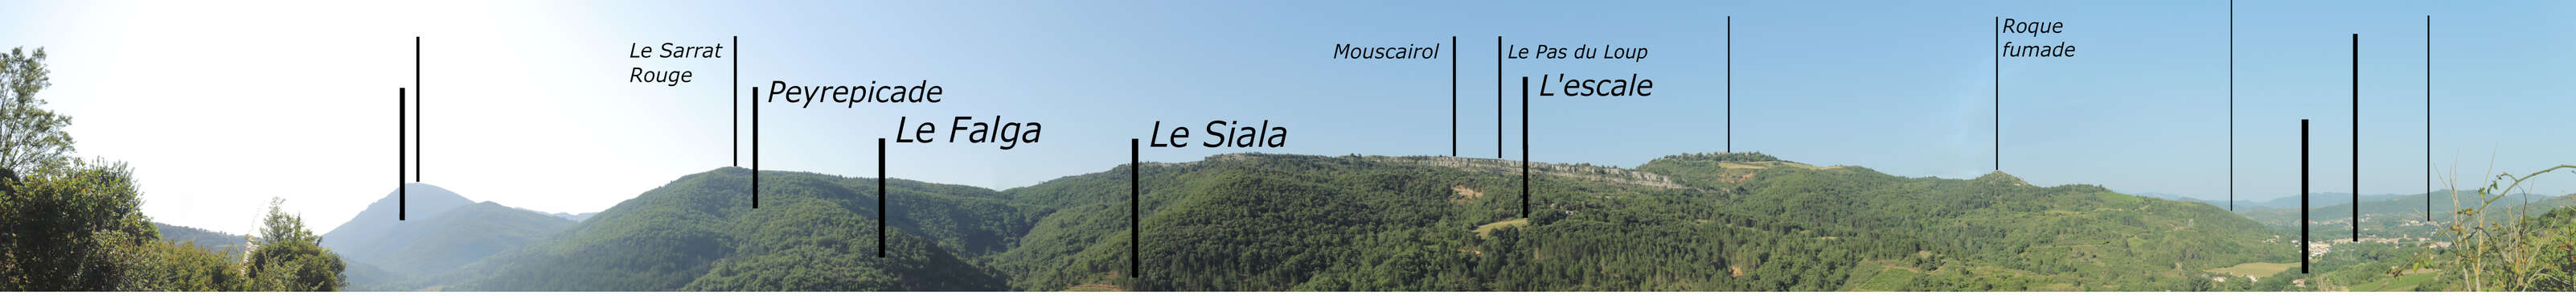 Le Sarrat
Rouge
Peyrepicade
Le Falga
Le Siala
Mouscairol
Le Pas du Loup
L'escale
Roque
fumade